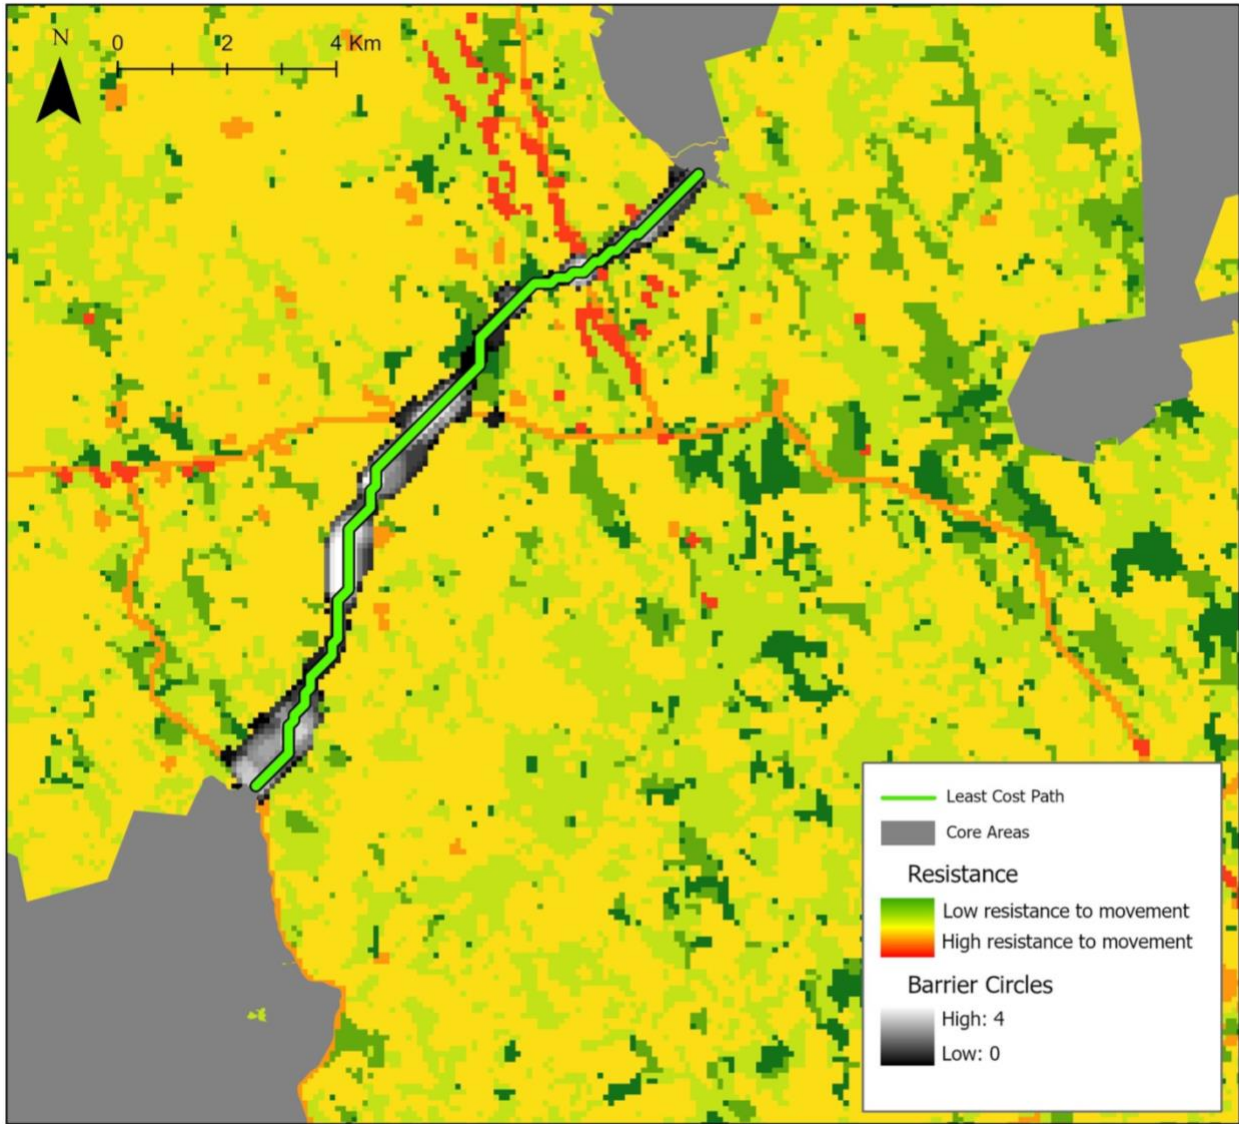 N
0 2 4 Km
Least Cost Path
Core Areas
Resistance
Low resistance to movement
High resistance to movement
Barrier Circles
High: 4
Low: 0